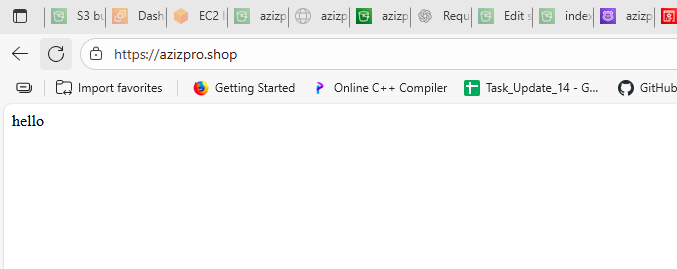 S3 bu Dash EC2 I azizp azizp azizp Requ Edit s index azizp
https://azizpro.shop
Import favorites Getting Started Online C++ Compiler Task_Update_14 - G... GitHub
hello